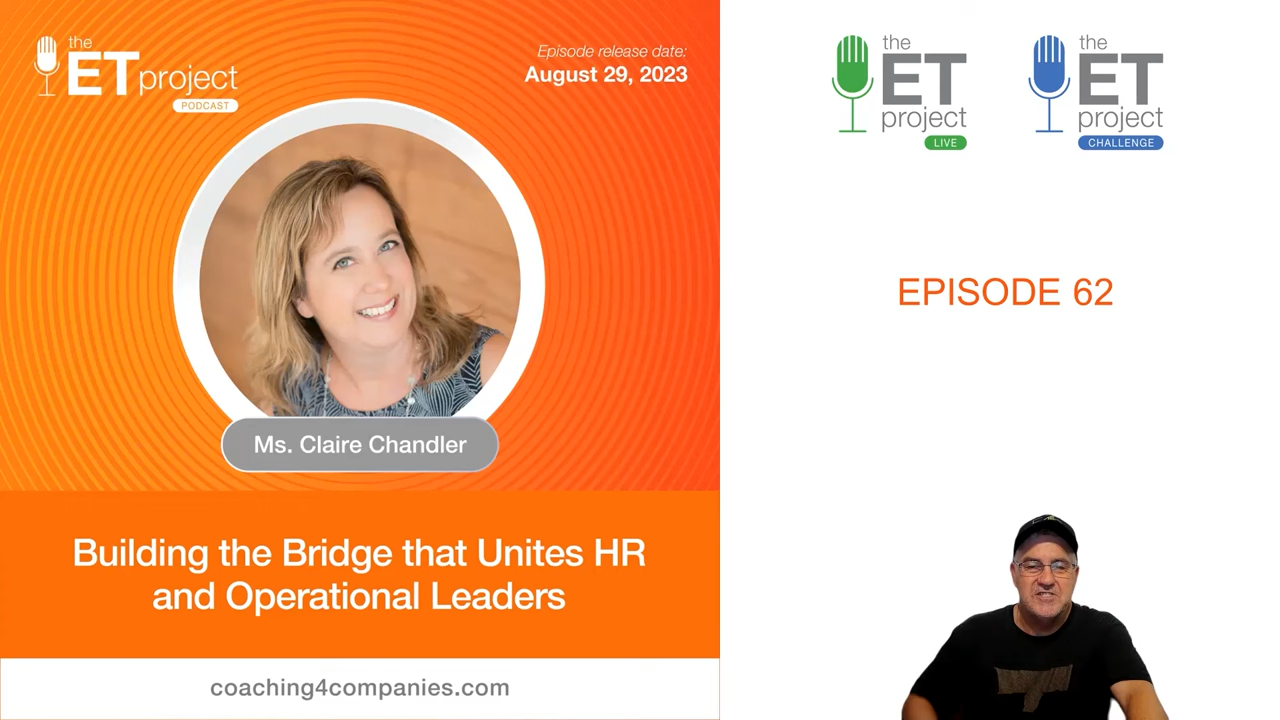 the
ET project
PODCAST
Episode release date:
August 29, 2023
Ms. Claire Chandler
Building the Bridge that Unites HR
and Operational Leaders
coaching4companies.com
the
ET
project
LIVE
the
ET
project
CHALLENGE
EPISODE 62